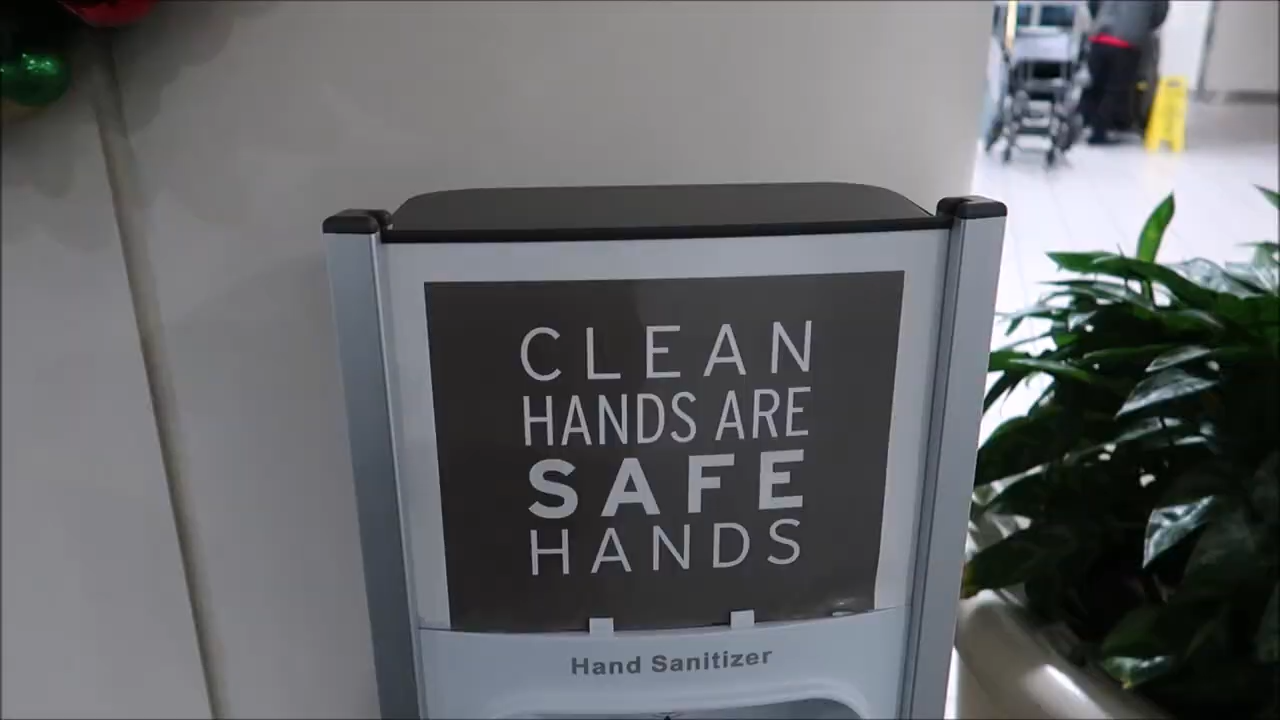 CLEAN
HANDS ARE
SAFE
HANDS
Hand Sanitizer